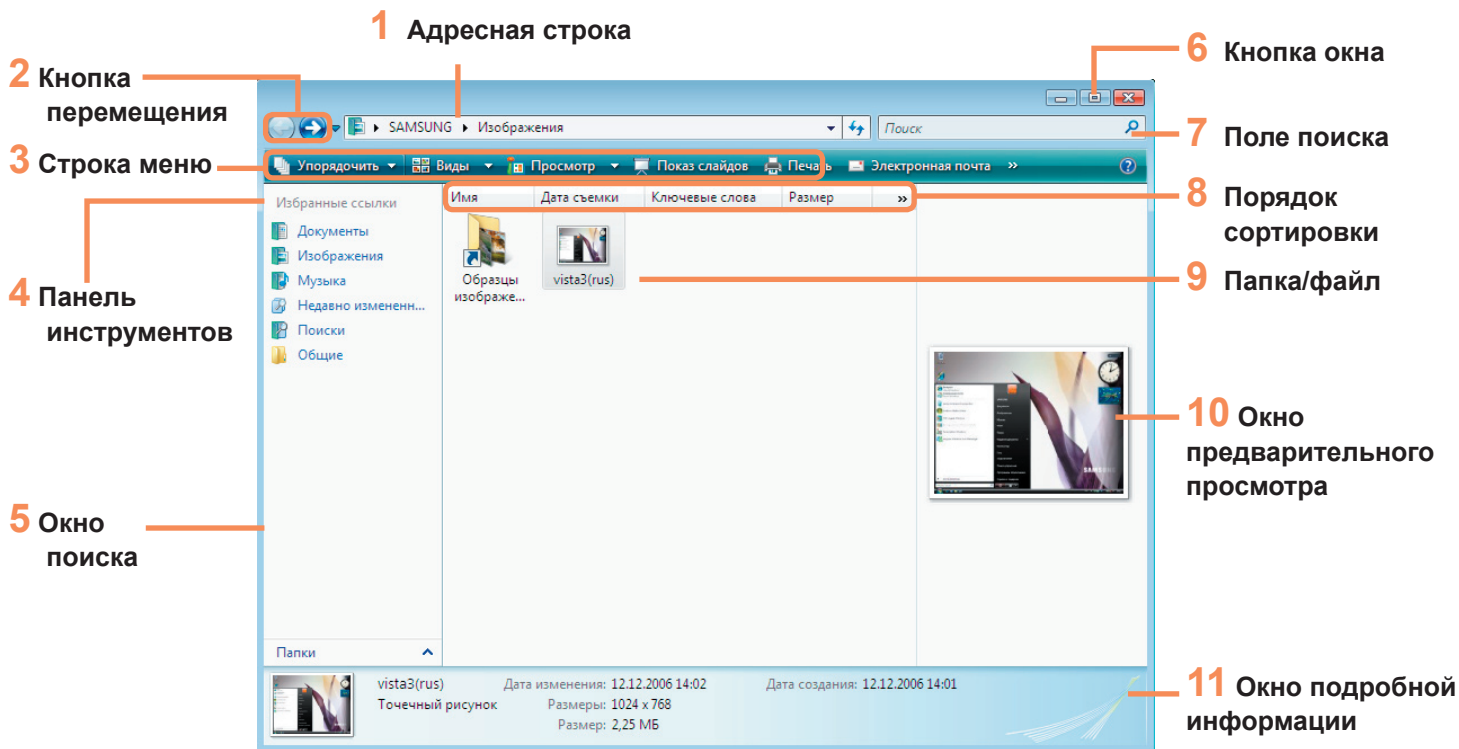 1 Адресная строка
2 Кнопка
перемещения
6 Кнопка окна
SAMSUNG ▸ Изображения
Поиск
7 Поле поиска
3 Строка меню
Упорядочить Виды Просмотр Показ слайдов Печать Электронная почта »
Избранные ссылки
Имя Дата съемки Ключевые слова Размер »
8 Порядок
сортировки
Документы
Изображения
Музыка
Недавно измененн...
Поиски
Общие
Образцы
изображе...
vista3(rus)
9 Папка/файл
4 Панель
инструментов
10 Окно
предварительного
просмотра
5 Окно
поиска
Папки
vista3(rus) Дата изменения: 12.12.2006 14:02 Дата создания: 12.12.2006 14:01
Точечный рисунок Размеры: 1024 x 768
Размер: 2,25 МБ
11 Окно подробной
информации